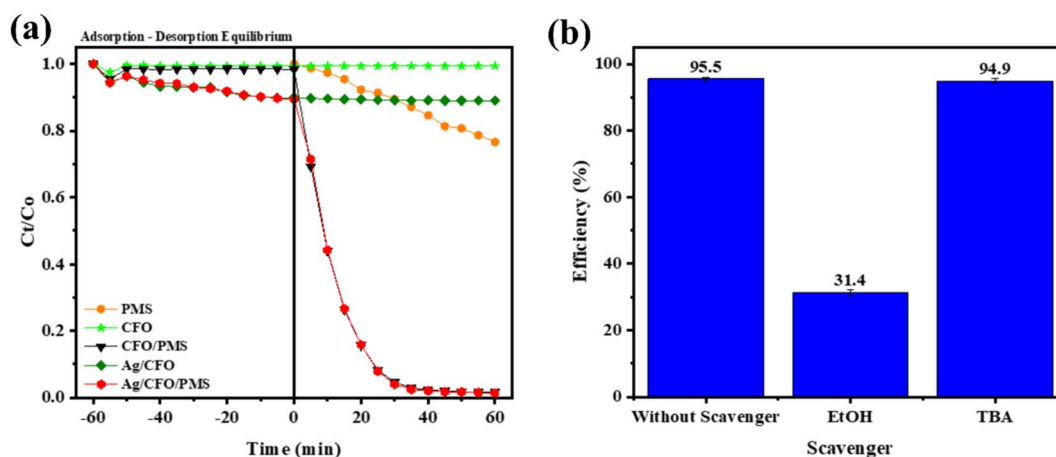 (a)
Adsorption - Desorption Equilibrium
1.0
0.8
0.6
0.4
0.2
0.0
Ct/Co
PMS
CFO
CFO/PMS
Ag/CFO
Ag/CFO/PMS
-60 -40 -20 0 20 40 60
Time (min)
(b)
100
80
60
40
20
0
Efficiency (%)
95.5
31.4
94.9
Without Scavenger EtOH TBA
Scavenger